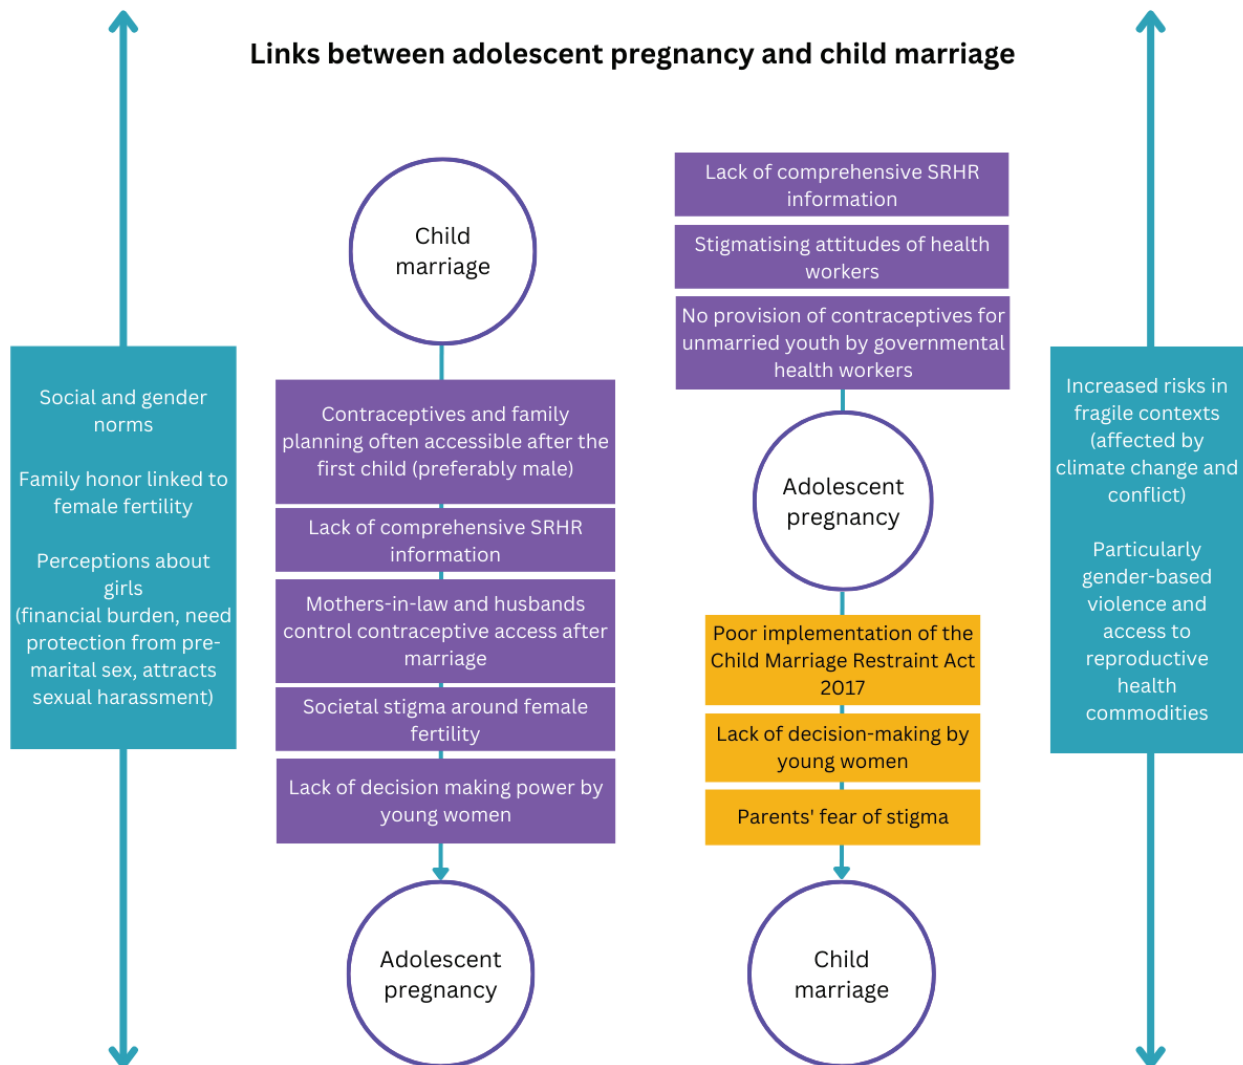 Links between adolescent pregnancy and child marriage
Social and gender
norms
Family honor linked to
female fertility
Perceptions about
girls
(financial burden, need
protection from pre-
marital sex, attracts
sexual harassment)
Child
marriage
Contraceptives and family
planning often accessible after the
first child (preferably male)
Lack of comprehensive SRHR
information
Mothers-in-law and husbands
control contraceptive access after
marriage
Societal stigma around female
fertility
Lack of decision making power by
young women
Adolescent
pregnancy
Lack of comprehensive SRHR
information
Stigmatising attitudes of health
workers
No provision of contraceptives for
unmarried youth by governmental
health workers
Adolescent
pregnancy
Poor implementation of the
Child Marriage Restraint Act
2017
Lack of decision-making by
young women
Parents' fear of stigma
Child
marriage
Increased risks in
fragile contexts
(affected by
climate change and
conflict)
Particularly
gender-based
violence and
access to
reproductive
health
commodities